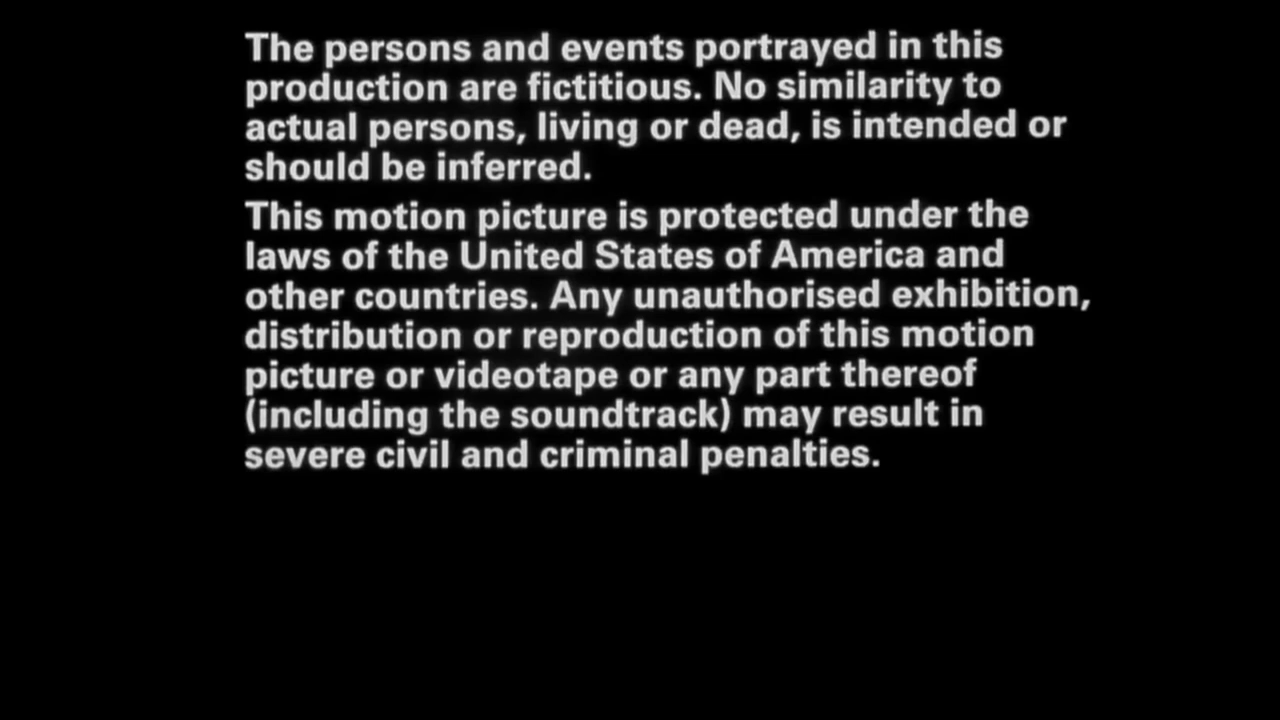 The persons and events portrayed in this
production are fictitious. No similarity to
actual persons, living or dead, is intended or
should be inferred.
This motion picture is protected under the
laws of the United States of America and
other countries. Any unauthorised exhibition,
distribution or reproduction of this motion
picture or videotape or any part thereof
(including the soundtrack) may result in
severe civil and criminal penalties.